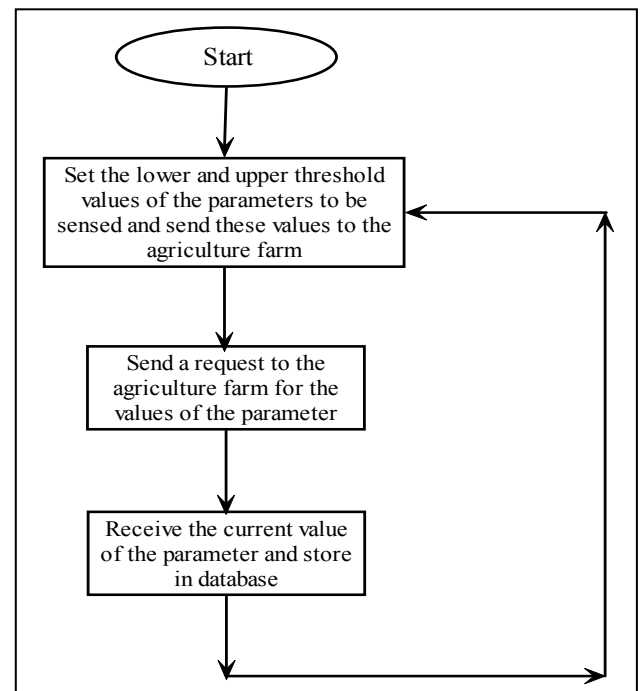 Start
Set the lower and upper threshold
values of the parameters to be
sensed and send these values to the
agriculture farm
Send a request to the
agriculture farm for the
values of the parameter
Receive the current value
of the parameter and store
in database